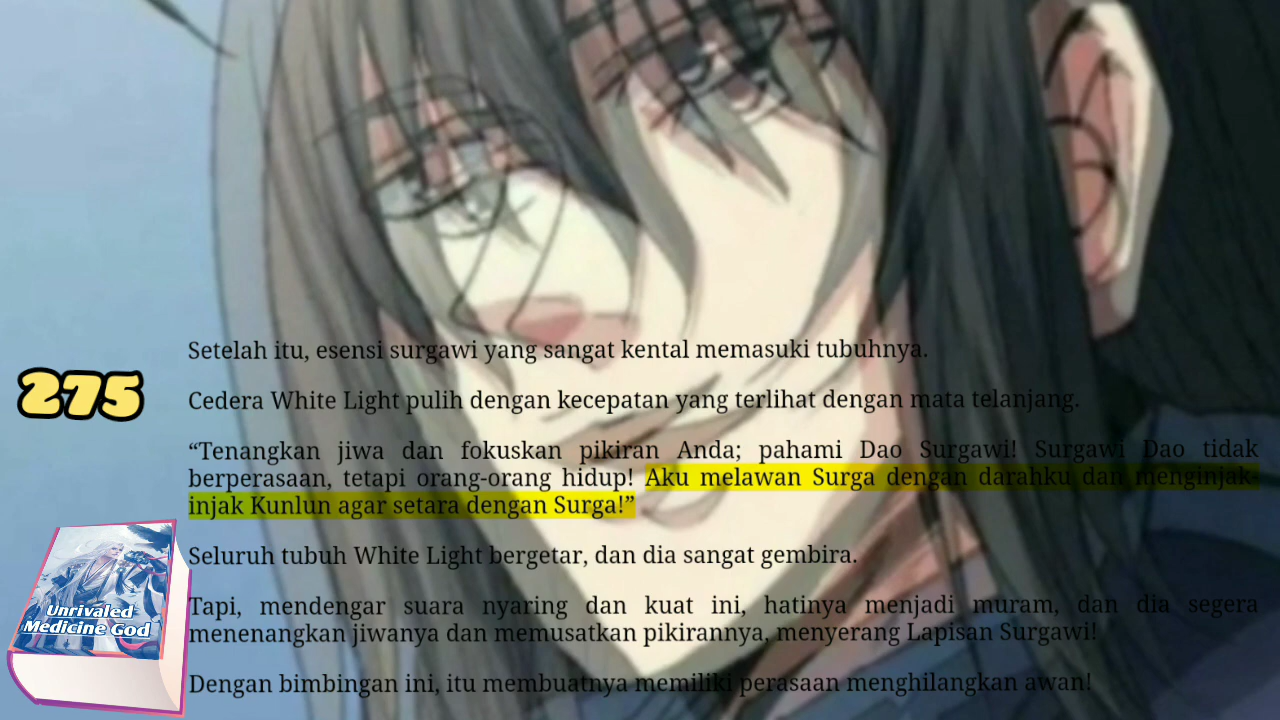 Setelah itu, esensi surgawi yang sangat kental memasuki tubuhnya.
275
Cedera White Light pulih dengan kecepatan yang terlihat dengan mata telanjang.
“Tenangkan jiwa dan fokuskan pikiran Anda; pahami Dao Surgawi! Surgawi Dao tidak
berperasaan, tetapi orang-orang hidup! Aku melawan Surga dengan darahku dan menginjak-
injak Kunlun agar setara dengan Surga!”
Seluruh tubuh White Light bergetar, dan dia sangat gembira.
Tapi, mendengar suara nyaring dan kuat ini, hatinya menjadi muram, dan dia segera
menenangkan jiwanya dan memusatkan pikirannya, menyerang Lapisan Surgawi!
Dengan bimbingan ini, itu membuatnya memiliki perasaan menghilangkan awan!
Unrivaled
Medicine God